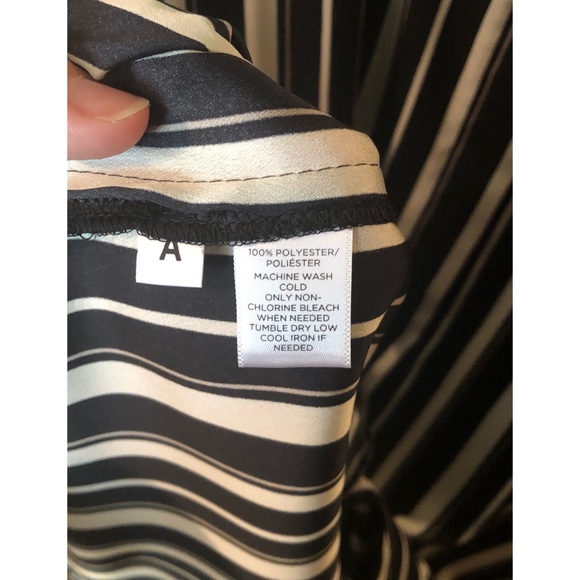 A
100% POLYESTER/
POLIÉSTER
MACHINE WASH
COLD
ONLY NON-
CHLORINE BLEACH
WHEN NEEDED
TUMBLE DRY LOW
COOL IRON IF
NEEDED